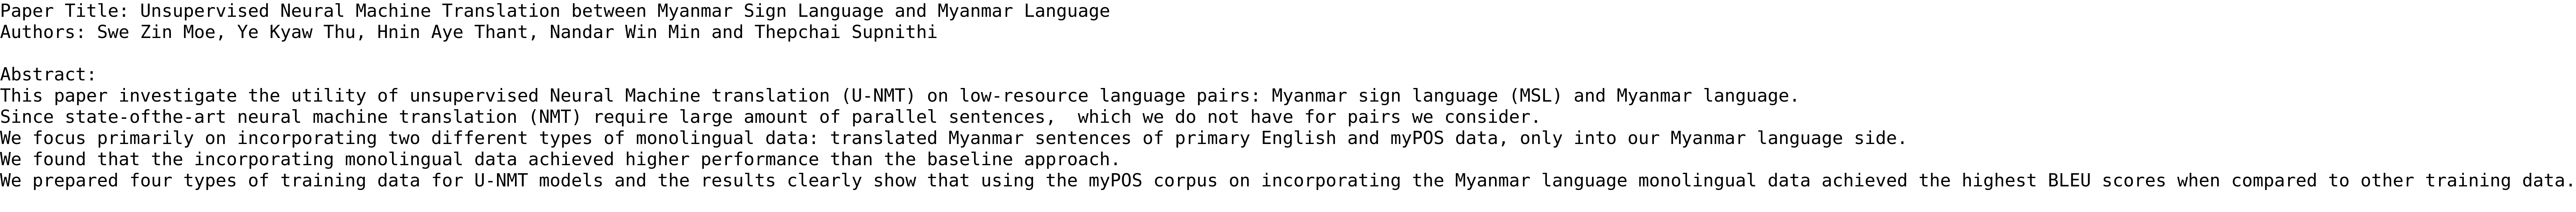 Paper Title: Unsupervised Neural Machine Translation between Myanmar Sign Language and Myanmar Language
Authors: Swe Zin Moe, Ye Kyaw Thu, Hnin Aye Thant, Nandar Win Min and Thepchai Supnithi

Abstract:
This paper investigate the utility of unsupervised Neural Machine translation (U-NMT) on low-resource language pairs: Myanmar sign language (MSL) and Myanmar language.
Since state-ofthe-art neural machine translation (NMT) require large amount of parallel sentences,  which we do not have for pairs we consider.
We focus primarily on incorporating two different types of monolingual data: translated Myanmar sentences of primary English and myPOS data, only into our Myanmar language side.
We found that the incorporating monolingual data achieved higher performance than the baseline approach.
We prepared four types of training data for U-NMT models and the results clearly show that using the myPOS corpus on incorporating the Myanmar language monolingual data achieved the highest BLEU scores when compared to other training data.